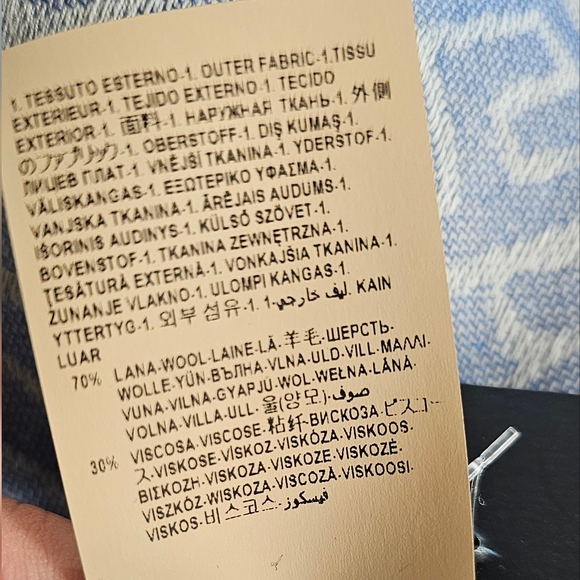 1. TESSUTO ESTERNO-1. OUTER FABRIC-1.TISSU
EXTERIEUR-1. TEJIDO EXTERNO-1. TECIDO
EXTERIOR-1. 面料-1. НАРУЖНАЯ ТКАНЬ-1. 外側
のファブリック-1. OBERSTOFF-1. DIŞ KUMAŞ-
ЛИЦЕВ ПЛАТ-1. VNĚJŠÍ TKANINA-1. YDERSTOF-1.
VÄLISKANGAS-1. ΕΞΩΤΕΡΙΚΟ ΥΦΑΣΜΑ-1.
VANJSKA TKANINA-1. ĀRĒJAIS AUDUMS-1.
IŠORINIS AUDINYS-1. KÜLSŐ SZÖVET-1.
BOVENSTOF-1. TKANINA ZEWNĘTRZNA-1.
ȚESĂTURĂ EXTERNĂ-1. VONKAJŠIA TKANINA-1.
ZUNANJE VLAKNO-1. ULOMPI KANGAS-1.
YTTERTYG-1. 외부 섬유-1. ليف خارجي-1. KAIN
LUAR
70% LANA-WOOL-LAINE-LÃ-羊毛-ШЕРСТЬ-
WOLLE-YÜN-ВЪЛНА-VLNA-ULD-VILL-ΜΑΛΛΙ-
VUNA-VILNA-GYAPJÚ-WOL-WEŁNA-LÂNĂ-
VOLNA-VILLA-ULL-울(양모)-صوف
30% VISCOSA-VISCOSE-粘纤-ВИСКОЗА-ビスコー
ス-VISKOSE-VİSKOZ-VISKÓZA-VISKOOS-
ΒΙΣΚΟΖΗ-VISKOZA-VISKOZE-VISKOZĖ-
VISZKÓZ-WISKOZA-VISCOZĂ-VISKOOSI-
VISKOS-비스코스-فيسكوز